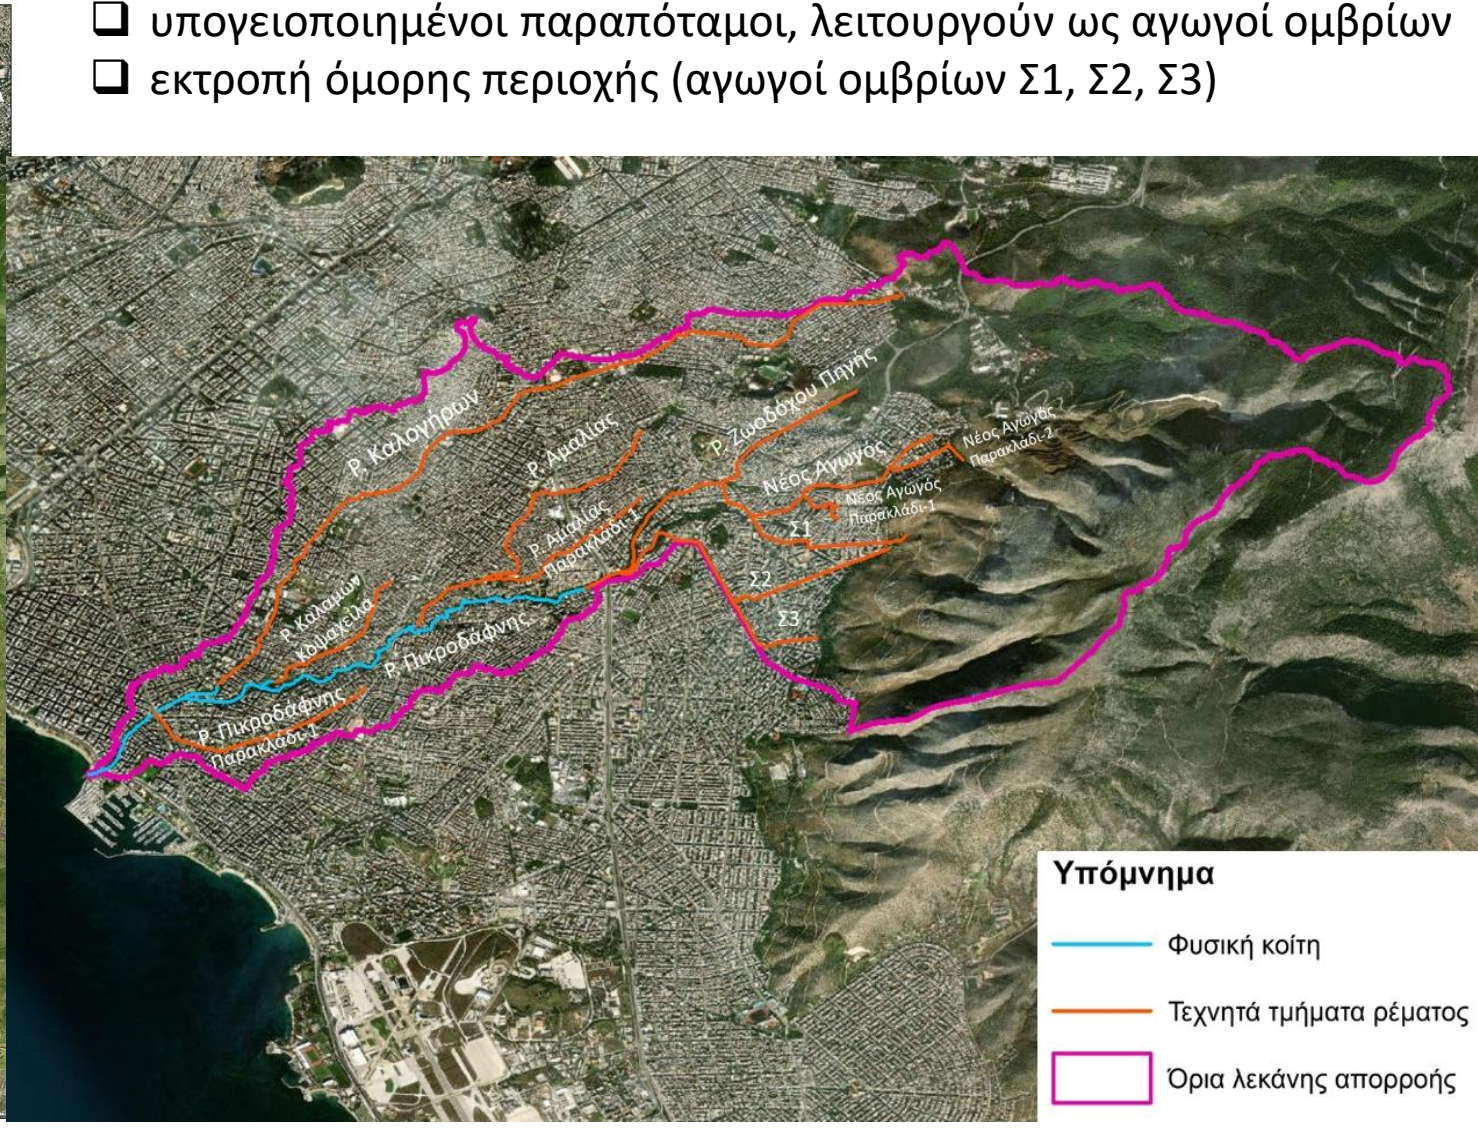 ❑ υπογειοποιημένοι παραπόταμοι, λειτουργούν ως αγωγοί ομβρίων
❑ εκτροπή όμορης περιοχής (αγωγοί ομβρίων Σ1, Σ2, Σ3)
Ρ. Καλογήρων
Ρ. Αμαλίας
Ρ. Ζωοδόχου Πηγής
Νέος Αγωγός
Νέος Αγωγός
Παρακλάδι-2
Νέος Αγωγός
Παρακλάδι-1
Ρ. Αμαλίας
Παρακλάδι-1
Σ1
Σ2
Σ3
Ρ. Καλαμών
Κοψαχείλα
Ρ. Πικροδάφνης
Ρ. Πικροδάφνης
Παρακλάδι-1
Υπόμνημα
Φυσική κοίτη
Τεχνητά τμήματα ρέματος
Όρια λεκάνης απορροής